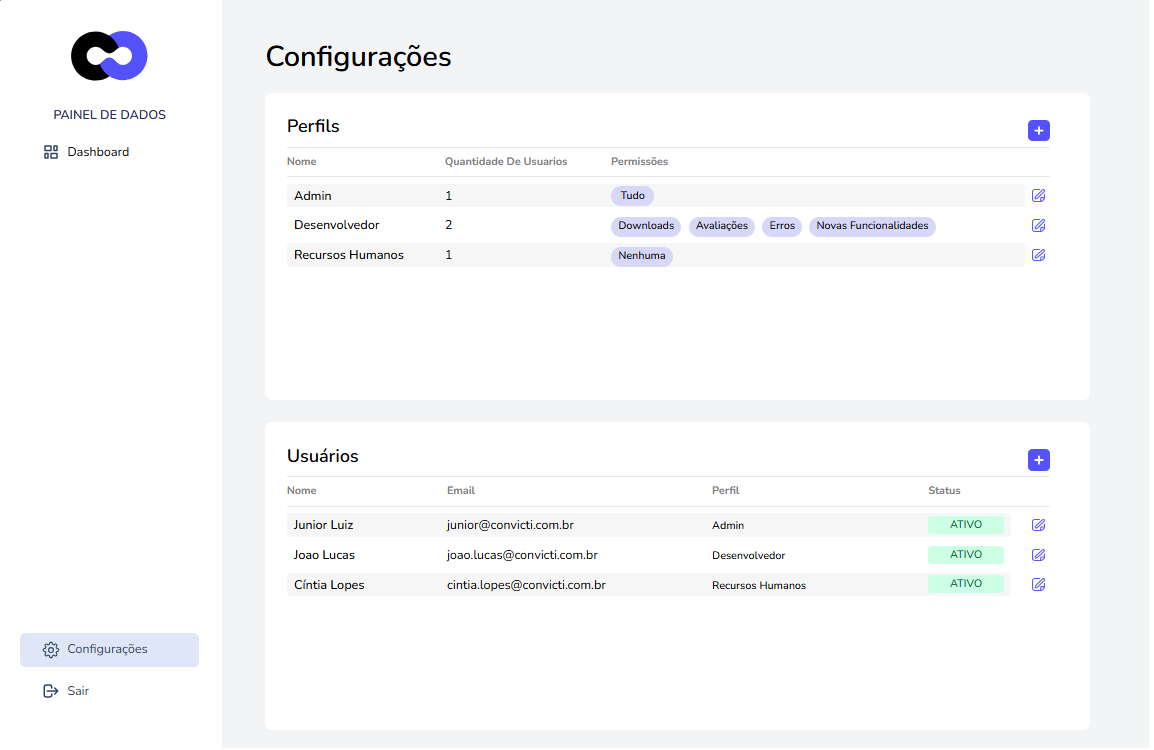 PAINEL DE DADOS
Dashboard
Configurações
Sair
Configurações
Perfils
Nome Quantidade De Usuarios Permissões
Admin 1 Tudo
Desenvolvedor 2 Downloads Avaliações Erros Novas Funcionalidades
Recursos Humanos 1 Nenhuma
Usuários
Nome Email Perfil Status
Junior Luiz junior@convicti.com.br Admin ATIVO
Joao Lucas joao.lucas@convicti.com.br Desenvolvedor ATIVO
Cíntia Lopes cintia.lopes@convicti.com.br Recursos Humanos ATIVO